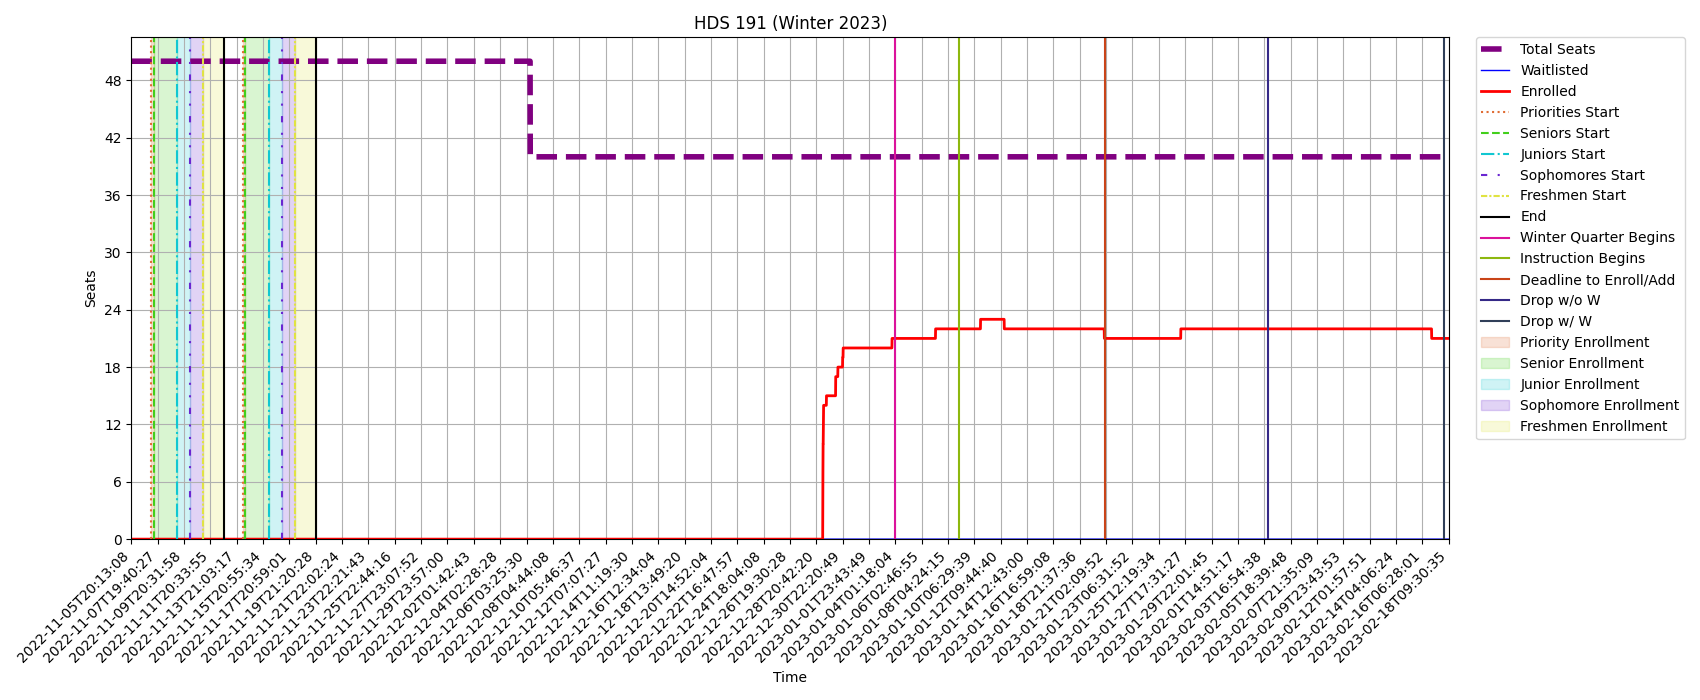 HDS 191 (Winter 2023)
Seats
48
42
36
30
24
18
12
6
0
2022-11-05T20:13:08
2022-11-07T19:40:27
2022-11-09T20:31:58
2022-11-11T20:33:55
2022-11-13T21:03:17
2022-11-15T20:55:34
2022-11-17T20:59:01
2022-11-19T21:20:28
2022-11-21T22:02:24
2022-11-23T22:21:43
2022-11-25T22:44:16
2022-11-27T23:07:52
2022-11-29T23:57:00
2022-12-02T01:42:43
2022-12-04T02:28:28
2022-12-06T03:25:30
2022-12-08T04:44:08
2022-12-10T05:46:37
2022-12-12T07:07:27
2022-12-14T11:19:30
2022-12-16T12:34:04
2022-12-18T13:49:20
2022-12-20T14:52:04
2022-12-22T16:47:57
2022-12-24T18:04:08
2022-12-26T19:30:28
2022-12-28T20:42:20
2022-12-30T22:20:49
2023-01-01T23:43:49
2023-01-04T01:18:04
2023-01-06T02:46:55
2023-01-08T04:24:15
2023-01-10T06:29:39
2023-01-12T09:44:40
2023-01-14T12:43:00
2023-01-16T16:59:08
2023-01-18T21:37:36
2023-01-21T02:09:52
2023-01-23T06:31:52
2023-01-25T12:19:34
2023-01-27T17:31:27
2023-01-29T22:01:45
2023-02-01T14:51:17
2023-02-03T16:54:38
2023-02-05T18:39:48
2023-02-07T21:35:09
2023-02-09T23:43:53
2023-02-12T01:57:51
2023-02-14T04:06:24
2023-02-16T06:28:01
2023-02-18T09:30:35
Time
Total Seats
Waitlisted
Enrolled
Priorities Start
Seniors Start
Juniors Start
Sophomores Start
Freshmen Start
End
Winter Quarter Begins
Instruction Begins
Deadline to Enroll/Add
Drop w/o W
Drop w/ W
Priority Enrollment
Senior Enrollment
Junior Enrollment
Sophomore Enrollment
Freshmen Enrollment